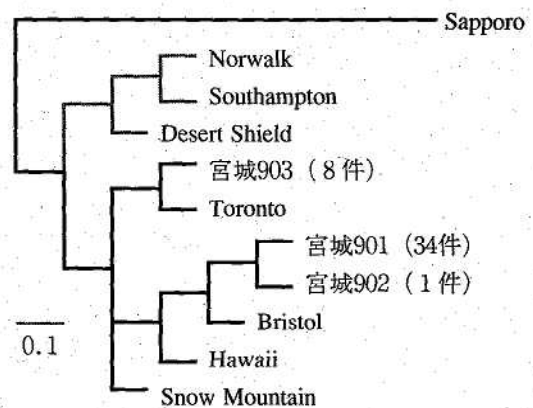 Sapporo
Norwalk
Southampton
Desert Shield
宮城903（8件）
Toronto
宮城901（34件）
宮城902（1件）
Bristol
0.1
Hawaii
Snow Mountain